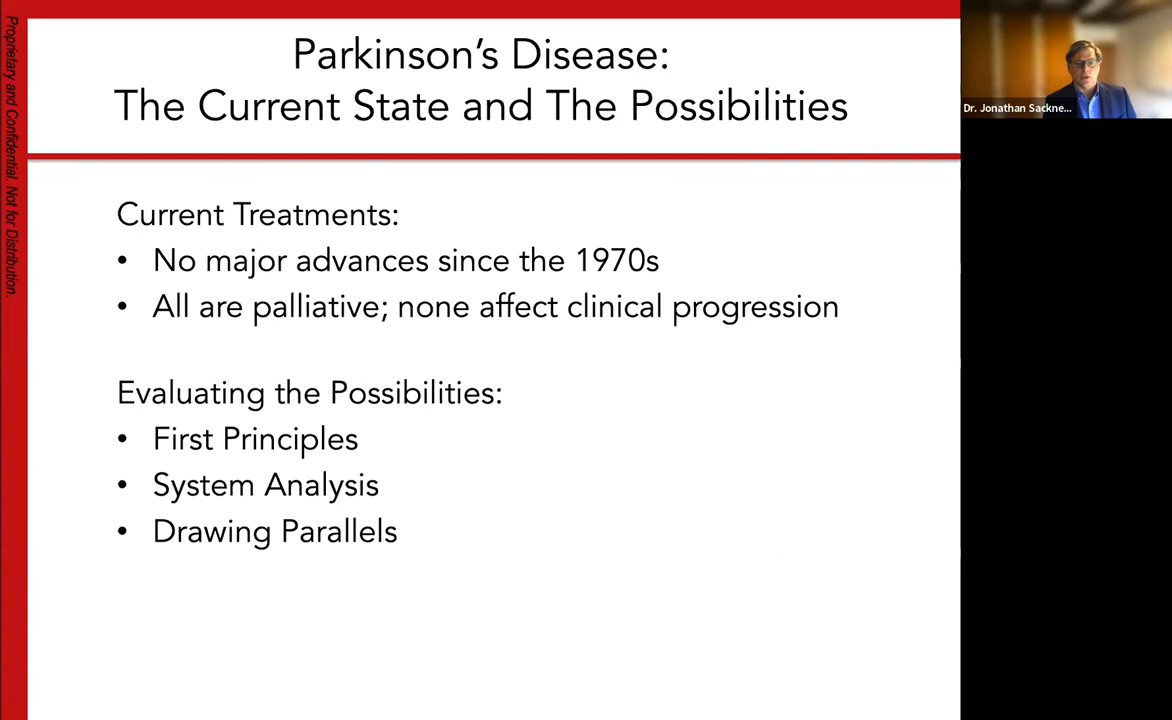 Proprietary and Confidential. Not for Distribution.
Parkinson’s Disease:
The Current State and The Possibilities
Dr. Jonathan Sackne...
Current Treatments:
• No major advances since the 1970s
• All are palliative; none affect clinical progression
Evaluating the Possibilities:
• First Principles
• System Analysis
• Drawing Parallels